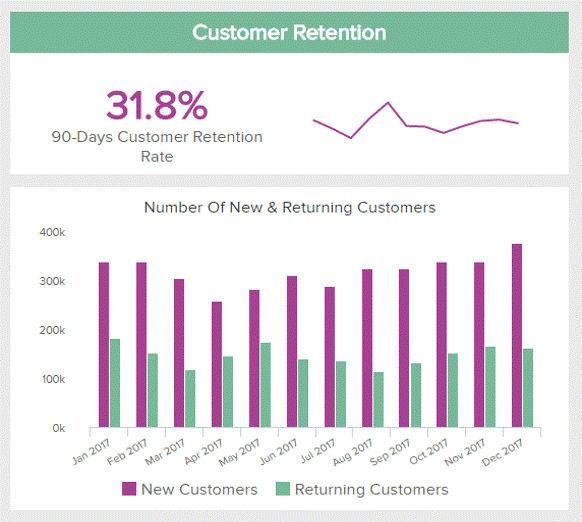 Customer Retention
31.8%
90-Days Customer Retention
Rate
Number Of New & Returning Customers
400k
300k
200k
100k
0k
Jan 2017
Feb 2017
Mar 2017
Apr 2017
May 2017
Jun 2017
Jul 2017
Aug 2017
Sep 2017
Oct 2017
Nov 2017
Dec 2017
New Customers
Returning Customers